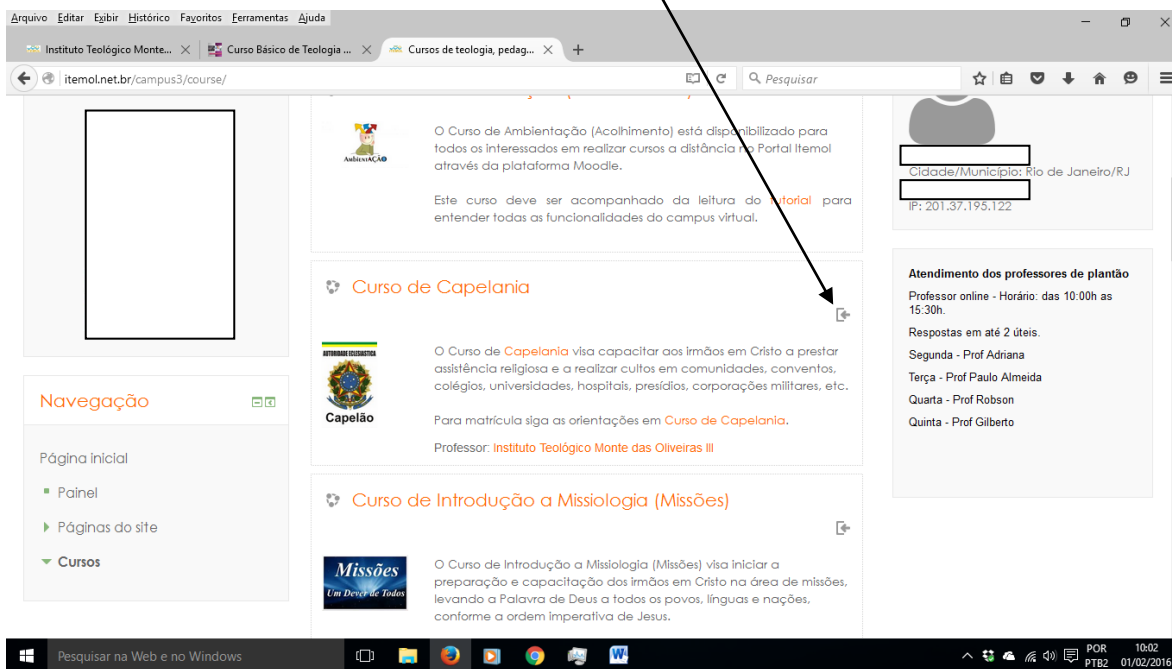 Arquivo Editar Exibir Histórico Favoritos Ferramentas Ajuda
Instituto Teológico Monte...
Curso Básico de Teologia ...
Cursos de teologia, pedag...
itemol.net.br/campus3/course/
Pesquisar
AmbientAÇÃO
O Curso de Ambientação (Acolhimento) está disponibilizado para
todos os interessados em realizar cursos a distância no Portal Itemol
através da plataforma Moodle.
Este curso deve ser acompanhado da leitura do tutorial para
entender todas as funcionalidades do campus virtual.
Curso de Capelania
AUTORIDADE ECLESIASTICA
Capelão
O Curso de Capelania visa capacitar aos irmãos em Cristo a prestar
assistência religiosa e a realizar cultos em comunidades, conventos,
colégios, universidades, hospitais, presídios, corporações militares, etc.
Para matrícula siga as orientações em Curso de Capelania.
Professor: Instituto Teológico Monte das Oliveiras III
Curso de Introdução a Missiologia (Missões)
Missões
Um Dever de Todos
O Curso de Introdução a Missiologia (Missões) visa iniciar a
preparação e capacitação dos irmãos em Cristo na área de missões,
levando a Palavra de Deus a todos os povos, línguas e nações,
conforme a ordem imperativa de Jesus.
Navegação
Página inicial
Painel
Páginas do site
Cursos
Cidade/Município: Rio de Janeiro/RJ
IP: 201.37.195.122
Atendimento dos professores de plantão
Professor online - Horário: das 10:00h as
15:30h.
Respostas em até 2 úteis.
Segunda - Prof Adriana
Terça - Prof Paulo Almeida
Quarta - Prof Robson
Quinta - Prof Gilberto
Pesquisar na Web e no Windows
POR
PTB2
10:02
01/02/2016